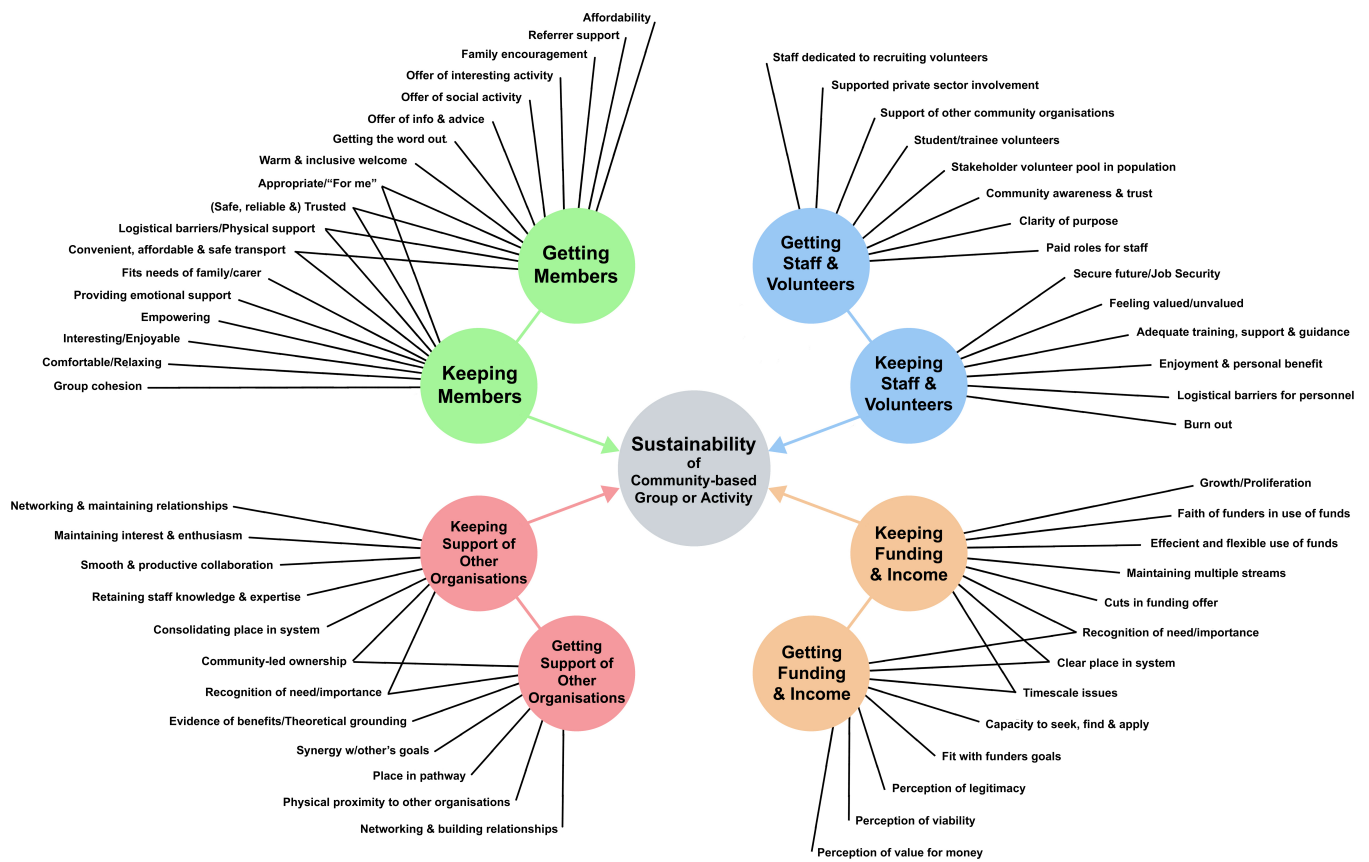 Affordability
Referrer support
Family encouragement
Offer of interesting activity
Offer of social activity
Offer of info & advice
Getting the word out
Warm & inclusive welcome
Appropriate/“For me”
(Safe, reliable &) Trusted
Logistical barriers/Physical support
Convenient, affordable & safe transport
Fits needs of family/carer
Providing emotional support
Empowering
Interesting/Enjoyable
Comfortable/Relaxing
Group cohesion
Getting
Members
Keeping
Members
Staff dedicated to recruiting volunteers
Supported private sector involvement
Support of other community organisations
Student/trainee volunteers
Stakeholder volunteer pool in population
Community awareness & trust
Clarity of purpose
Paid roles for staff
Secure future/Job Security
Feeling valued/unvalued
Adequate training, support & guidance
Enjoyment & personal benefit
Logistical barriers for personnel
Burn out
Getting
Staff &
Volunteers
Keeping
Staff &
Volunteers
Sustainability
of
Community-based
Group or Activity
Networking & maintaining relationships
Maintaining interest & enthusiasm
Smooth & productive collaboration
Retaining staff knowledge & expertise
Consolidating place in system
Community-led ownership
Recognition of need/importance
Evidence of benefits/Theoretical grounding
Synergy w/other’s goals
Place in pathway
Physical proximity to other organisations
Networking & building relationships
Keeping
Support of
Other
Organisations
Getting
Support of
Other
Organisations
Growth/Proliferation
Faith of funders in use of funds
Effecient and flexible use of funds
Maintaining multiple streams
Cuts in funding offer
Recognition of need/importance
Clear place in system
Timescale issues
Capacity to seek, find & apply
Fit with funders goals
Perception of legitimacy
Perception of viability
Perception of value for money
Keeping
Funding
& Income
Getting
Funding
& Income